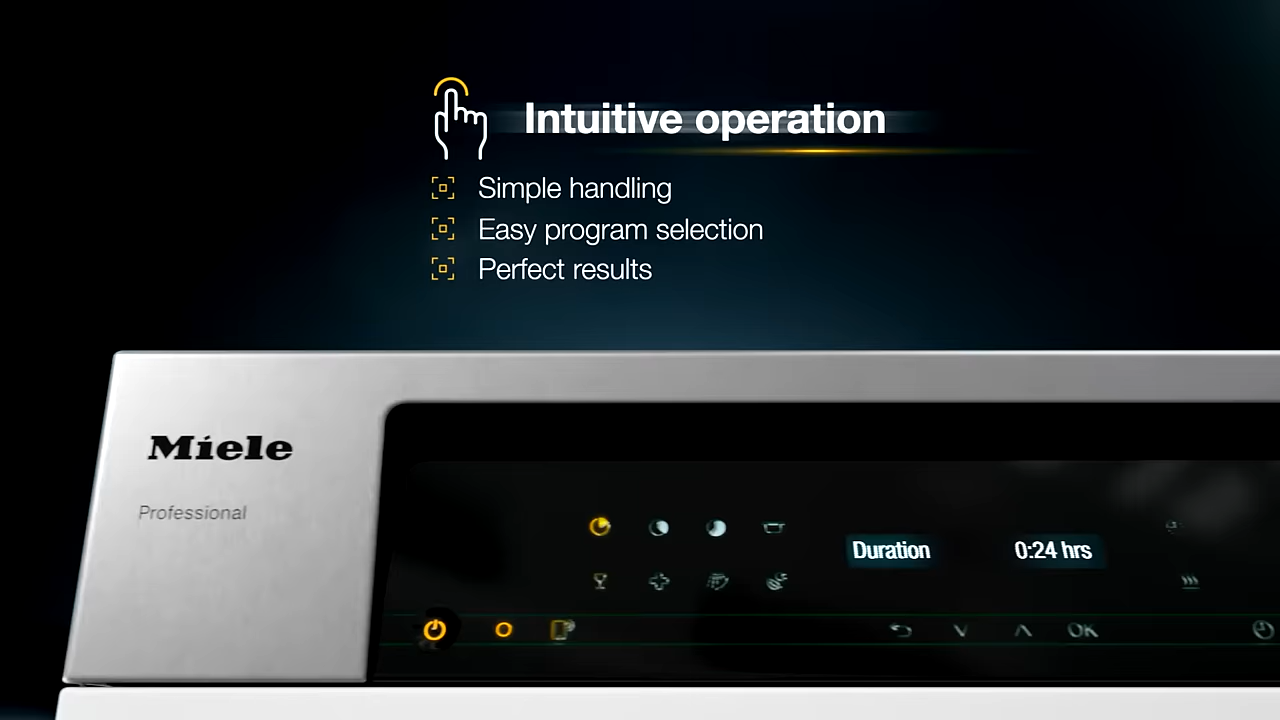 Intuitive operation
Simple handling
Easy program selection
Perfect results
Miele
Professional
Duration 0:24 hrs
OK